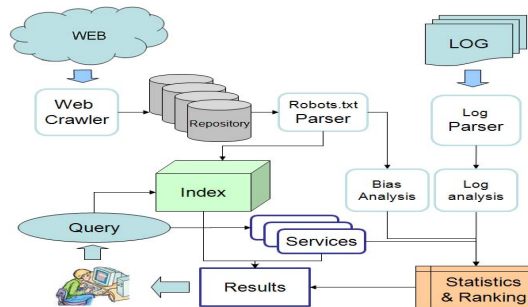 WEB
LOG
Web
Crawler
Repository
Robots.txt
Parser
Log
Parser
Index
Bias
Analysis
Log
analysis
Query
Services
Results
Statistics
& Ranking